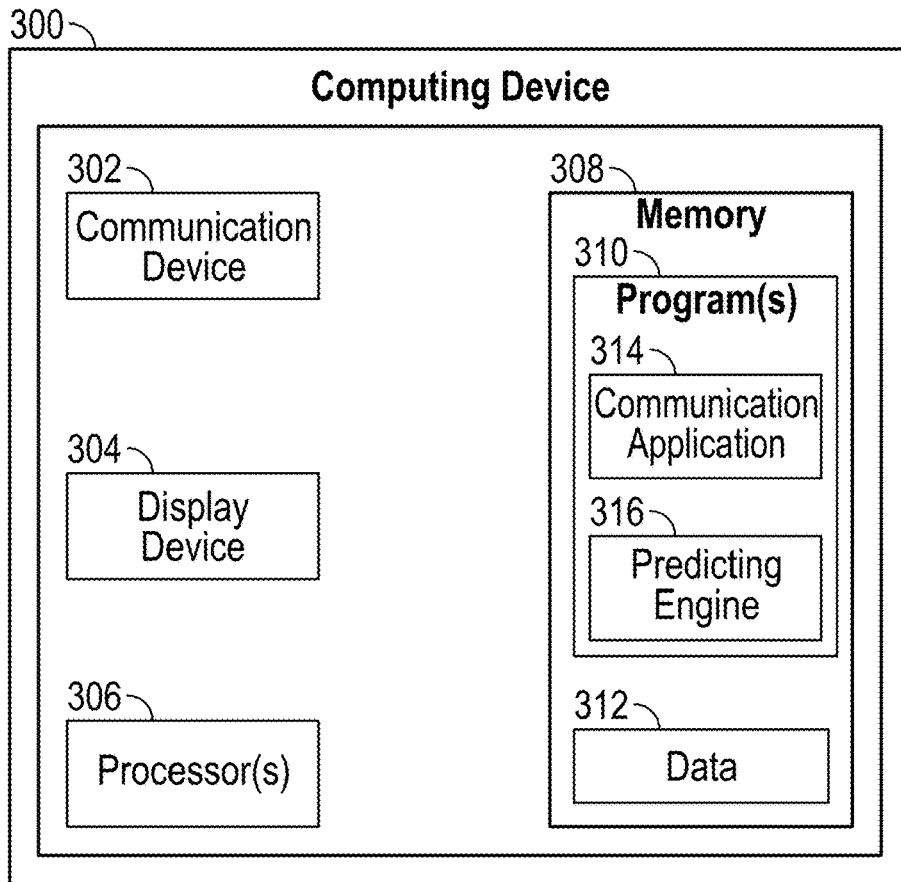 300
Computing Device
302
Communication
Device
304
Display
Device
306
Processor(s)
308
Memory
310
Program(s)
314
Communication
Application
316
Predicting
Engine
312
Data